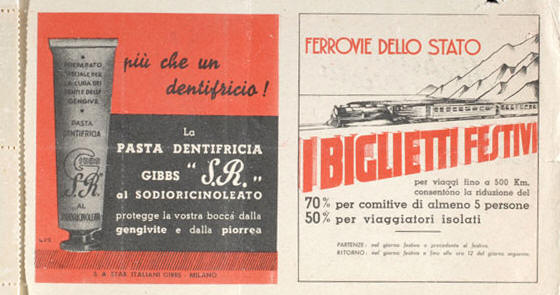 PREPARATO
SPECIALE PER
LA CURA DEI
DENTI E DELLE
GENGIVE
PASTA
DENTIFRICIA
GIBBS
S.R.
AL
SODIORICINOLEATO
più che un
dentifricio!
La
PASTA DENTIFRICIA
GIBBS "S.R."
al SODIORICINOLEATO
protegge la vostra bocca dalla
gengivite e dalla piorrea
S. A. STAB. ITALIANI GIBBS - MILANO
FERROVIE DELLO STATO
I BIGLIETTI FESTIVI
per viaggi fino a 500 Km.
consentono la riduzione del
70% per comitive di almeno 5 persone
50% per viaggiatori isolati
PARTENZE: nel giorno festivo e precedente al festivo.
RITORNO: nel giorno festivo e fino alle ore 12 del giorno seguente.